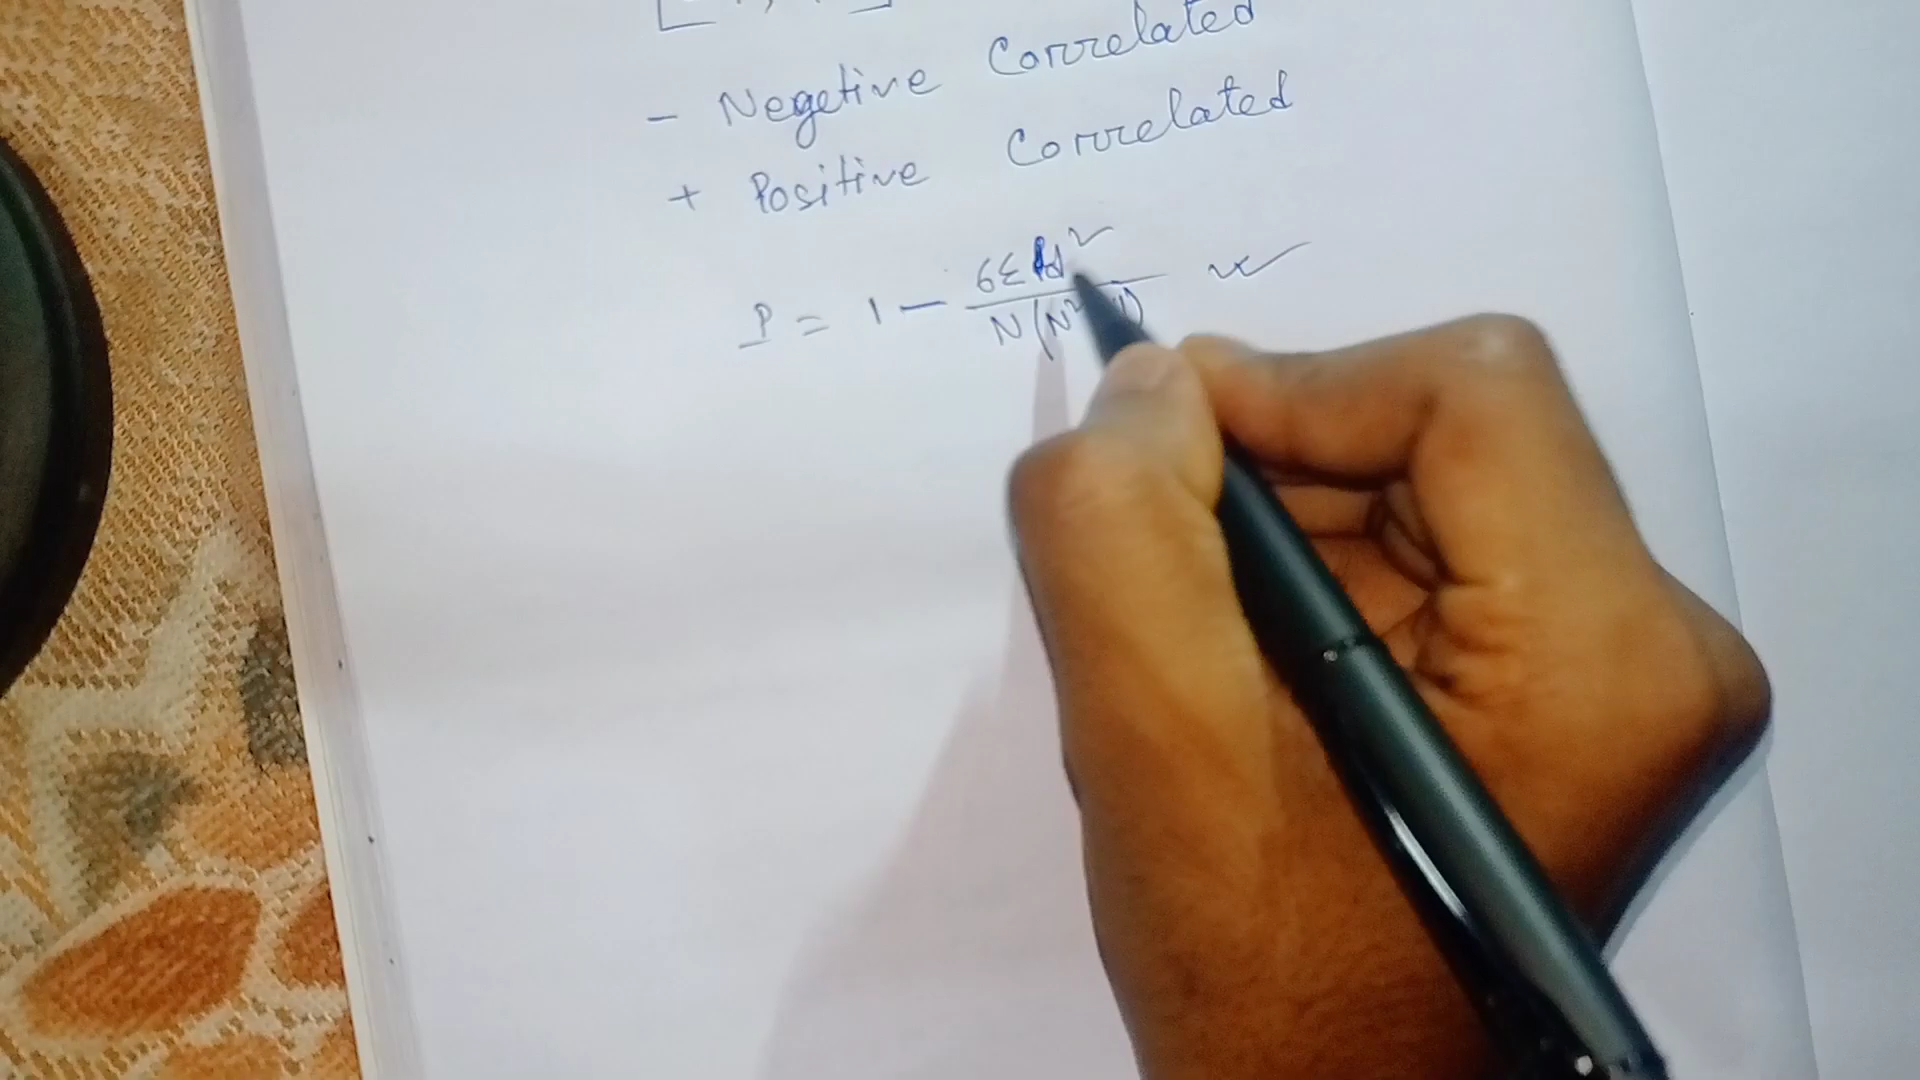 - Negetive Correlated
+ Positive Correlated
P = 1 - 6Σd² / N(N²-1)